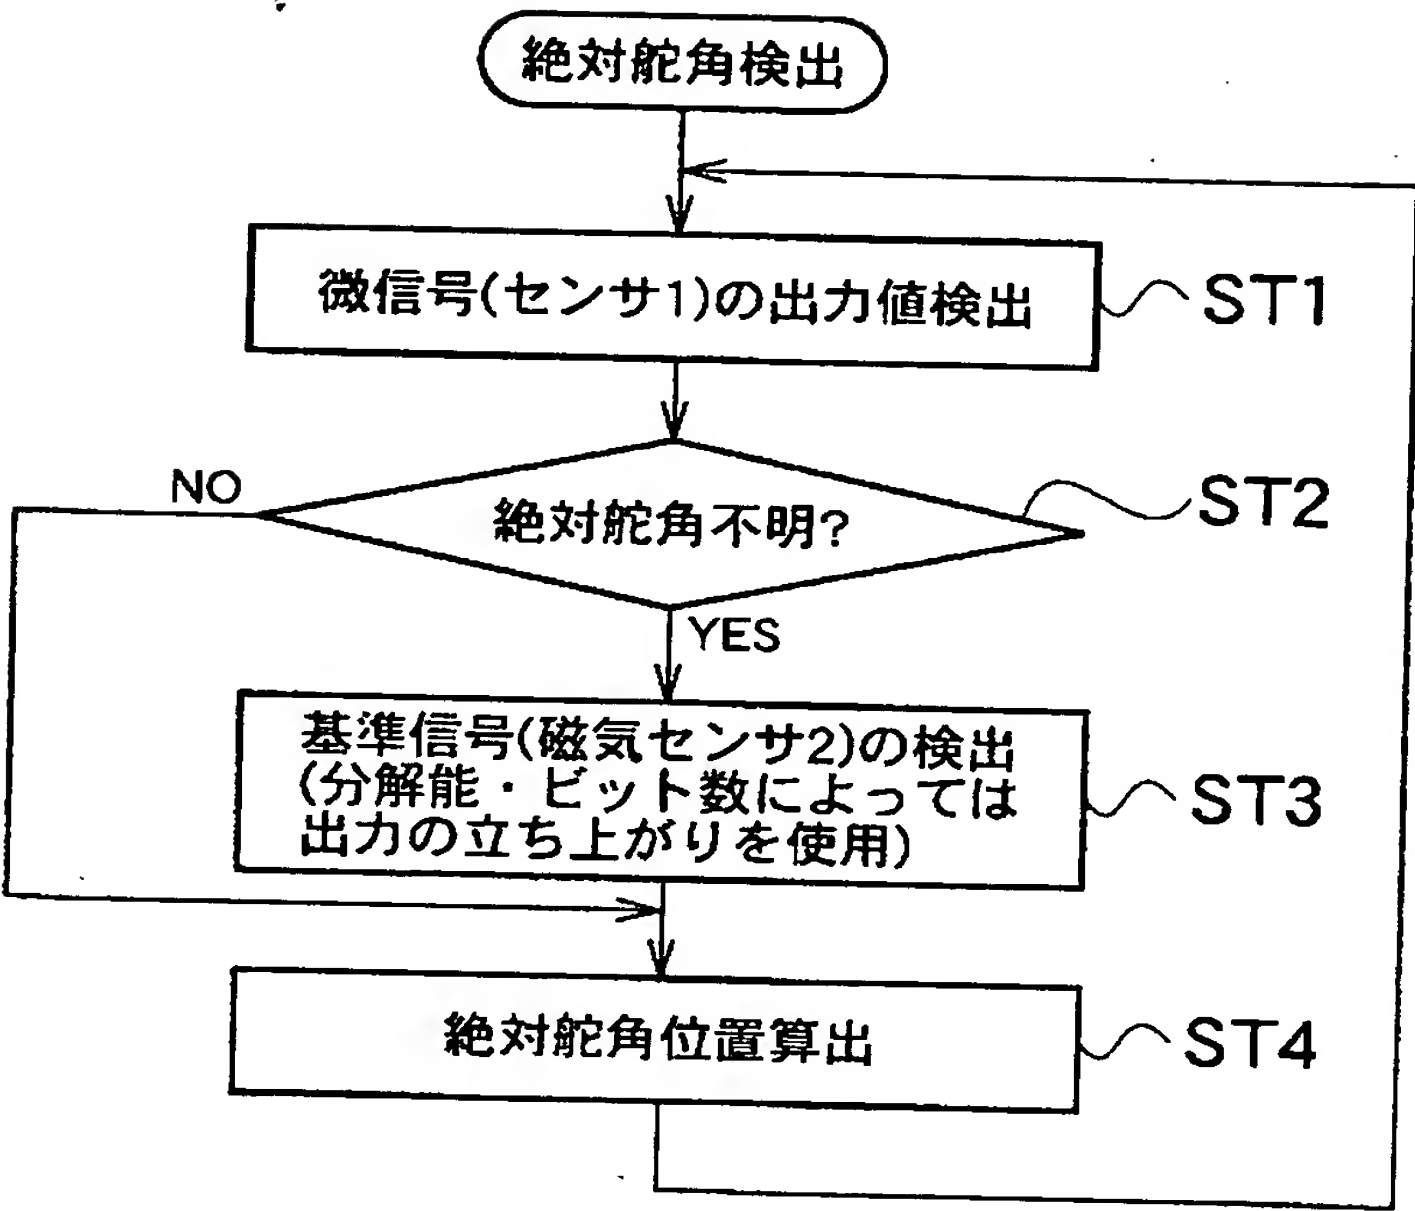 絶対舵角検出
微信号(センサ1)の出力値検出
ST1
NO
絶対舵角不明?
ST2
YES
基準信号(磁気センサ2)の検出
(分解能・ビット数によっては
出力の立ち上がりを使用)
ST3
絶対舵角位置算出
ST4